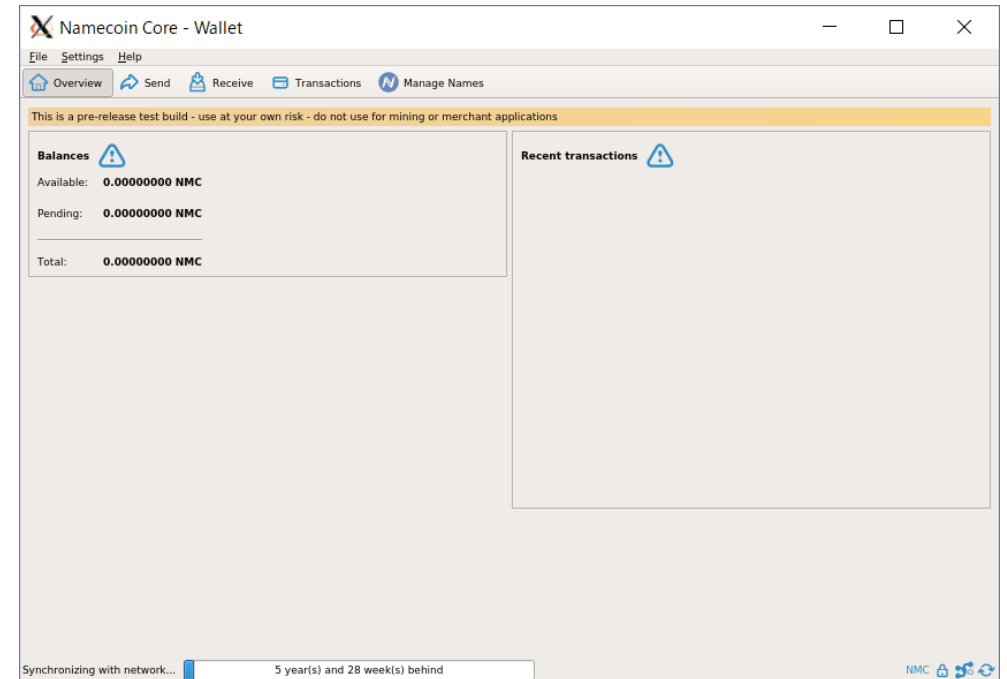 Namecoin Core - Wallet
File Settings Help
Overview Send Receive Transactions Manage Names
This is a pre-release test build - use at your own risk - do not use for mining or merchant applications
Balances
Available: 0.00000000 NMC
Pending: 0.00000000 NMC
Total: 0.00000000 NMC
Recent transactions
Synchronizing with network... 5 year(s) and 28 week(s) behind NMC